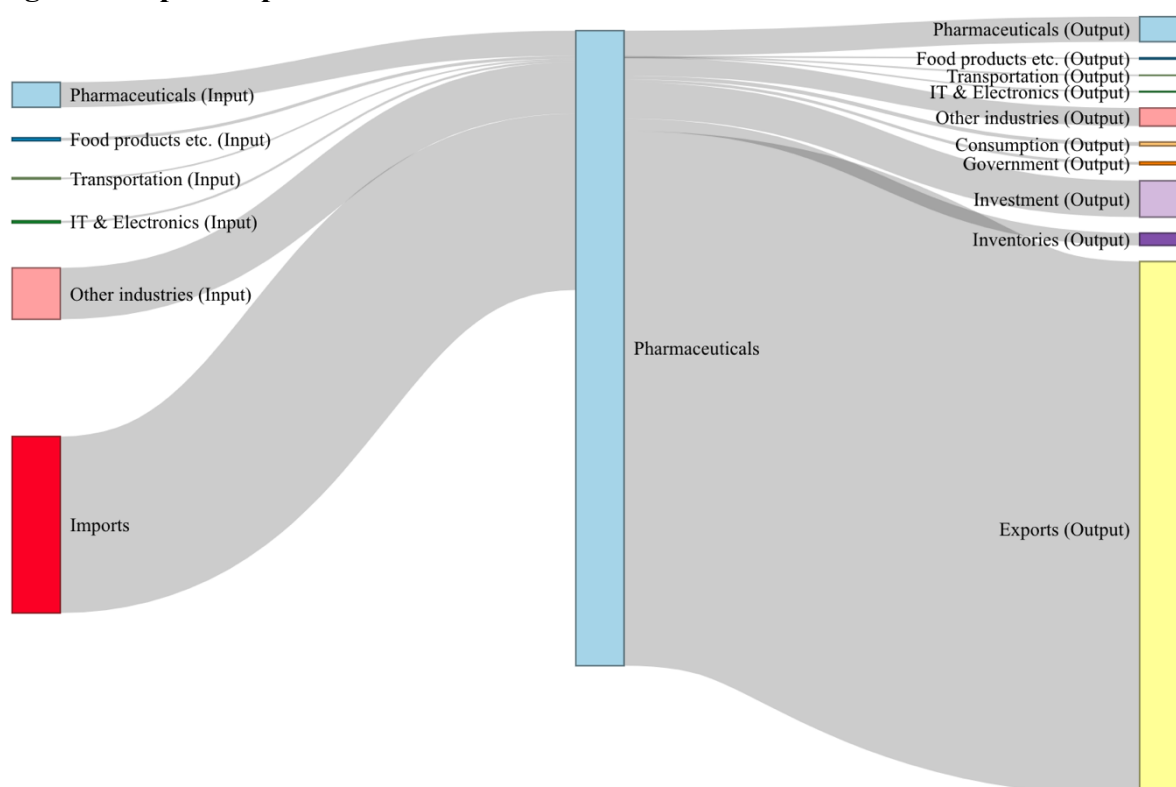 Pharmaceuticals (Input)
Food products etc. (Input)
Transportation (Input)
IT & Electronics (Input)
Other industries (Input)
Imports
Pharmaceuticals
Pharmaceuticals (Output)
Food products etc. (Output)
Transportation (Output)
IT & Electronics (Output)
Other industries (Output)
Consumption (Output)
Government (Output)
Investment (Output)
Inventories (Output)
Exports (Output)